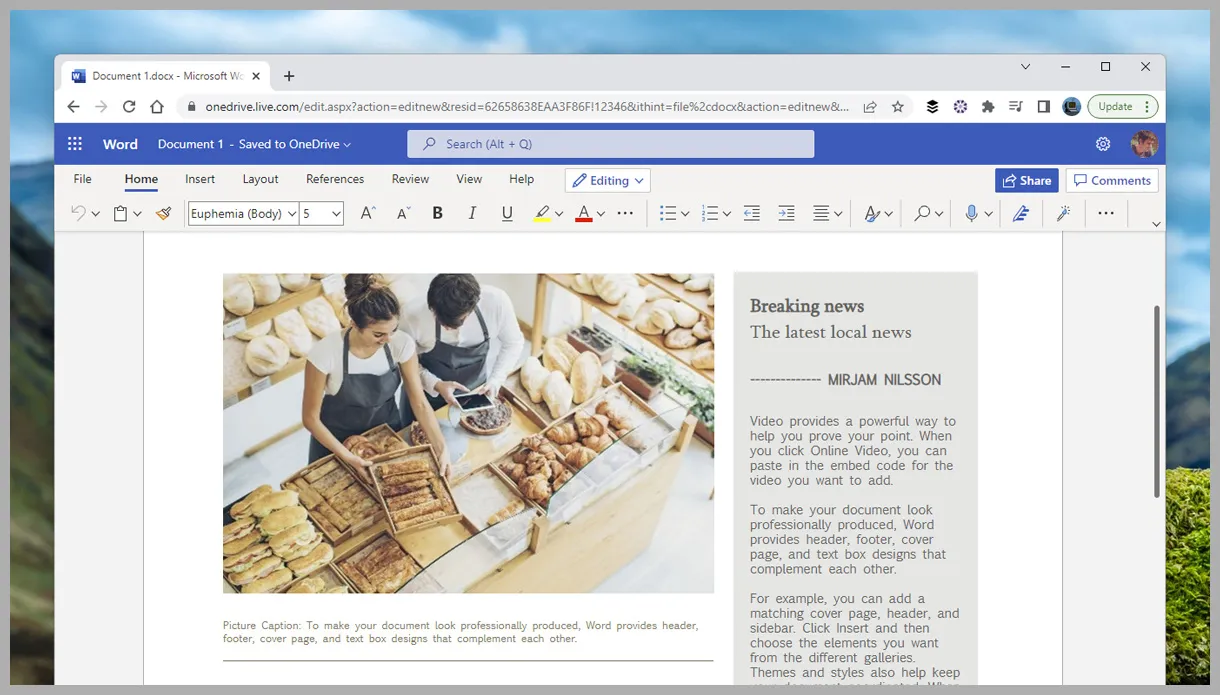 Document 1.docx - Microsoft Wo
onedrive.live.com/edit.aspx?action=editnew&resid=62658638EAA3F86F!12346&ithint=file%2cdocx&action=editnew&...
Update
Word
Document 1 - Saved to OneDrive
Search (Alt + Q)
File Home Insert Layout References Review View Help
Editing
Share
Comments
Euphemia (Body) 5
Breaking news
The latest local news
-------------- MIRJAM NILSSON
Video provides a powerful way to
help you prove your point. When
you click Online Video, you can
paste in the embed code for the
video you want to add.
To make your document look
professionally produced, Word
provides header, footer, cover
page, and text box designs that
complement each other.
For example, you can add a
matching cover page, header, and
sidebar. Click Insert and then
choose the elements you want
from the different galleries.
Themes and styles also help keep
Picture Caption: To make your document look professionally produced, Word provides header,
footer, cover page, and text box designs that complement each other.